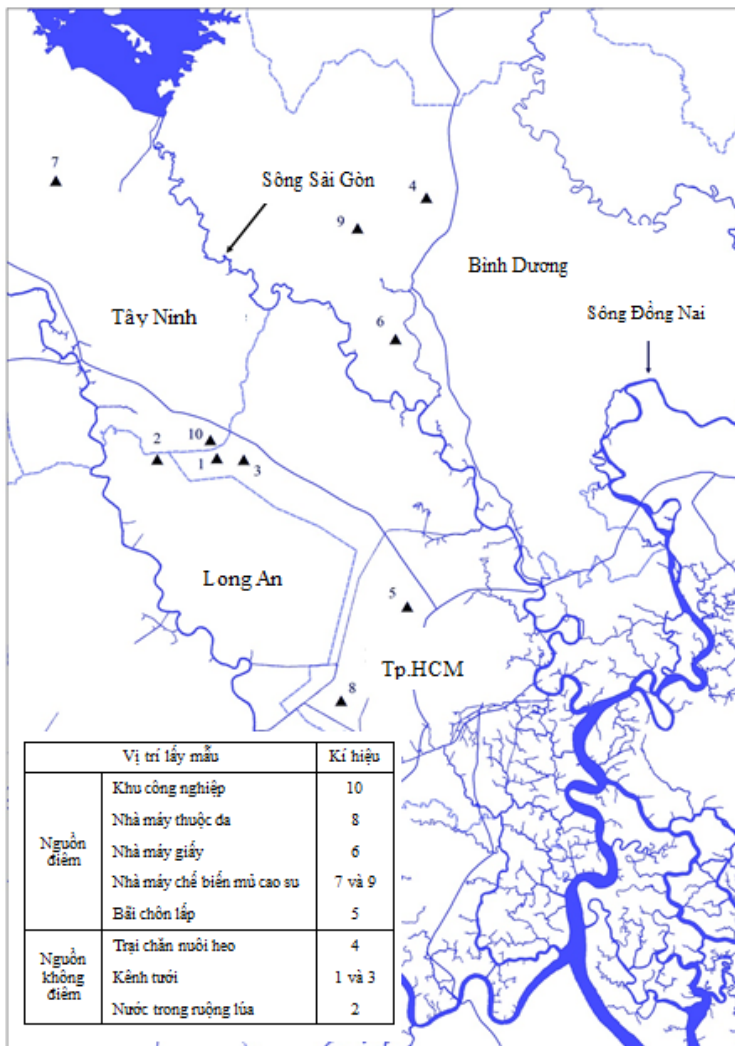 7
Sông Sài Gòn
4
9
Bình Dương
Sông Đồng Nai
Tây Ninh
6
10
2
1
3
Long An
5
Tp.HCM
8
Vị trí lấy mẫu Kí hiệu
Nguồn điểm
Khu công nghiệp 10
Nhà máy thuộc da 8
Nhà máy giấy 6
Nhà máy chế biến mủ cao su 7 và 9
Bãi chôn lấp 5
Nguồn không điểm
Trại chăn nuôi heo 4
Kênh tưới 1 và 3
Nước trong ruộng lúa 2